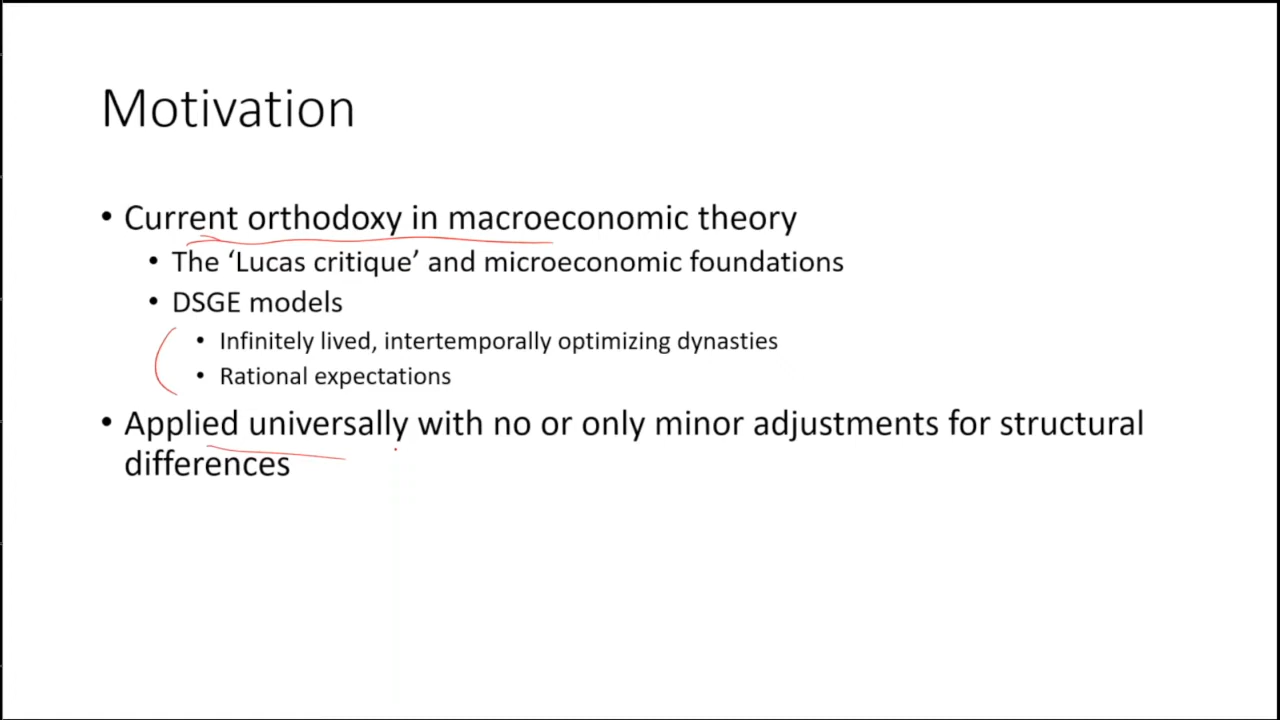 Motivation
• Current orthodoxy in macroeconomic theory
• The ‘Lucas critique’ and microeconomic foundations
• DSGE models
• Infinitely lived, intertemporally optimizing dynasties
• Rational expectations
• Applied universally with no or only minor adjustments for structural
differences